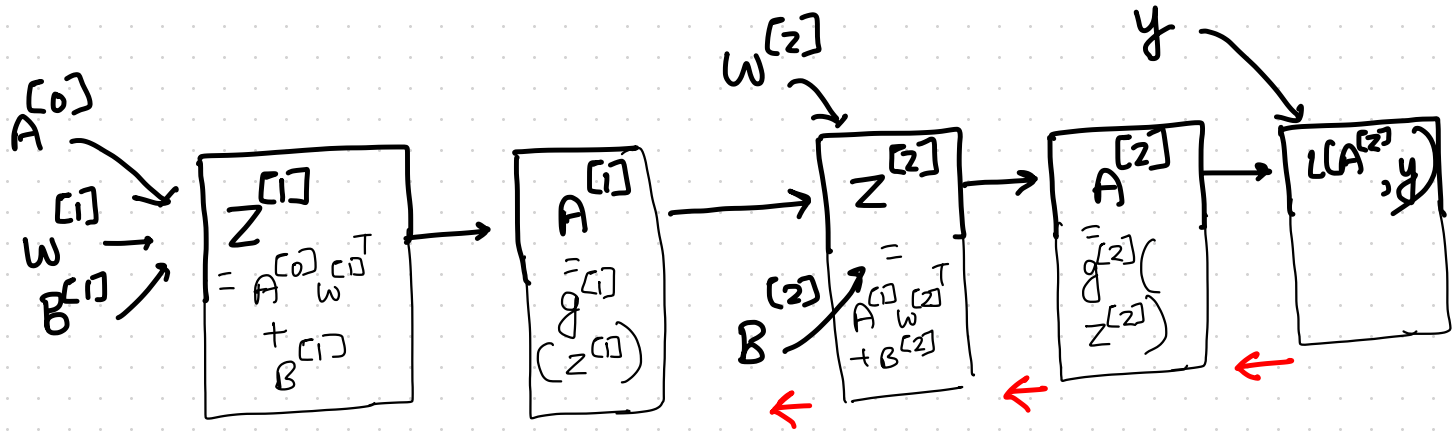 A^[0]
W^[1]
B^[1]
Z^[1]
= A^[0] W^[1]^T
+
B^[1]
A^[1]
=
g^[1]
(Z^[1])
W^[2]
B^[2]
Z^[2]
=
A^[1] W^[2]^T
+ B^[2]
A^[2]
=
g^[2](
Z^[2])
y
L(A^[2]
, y)